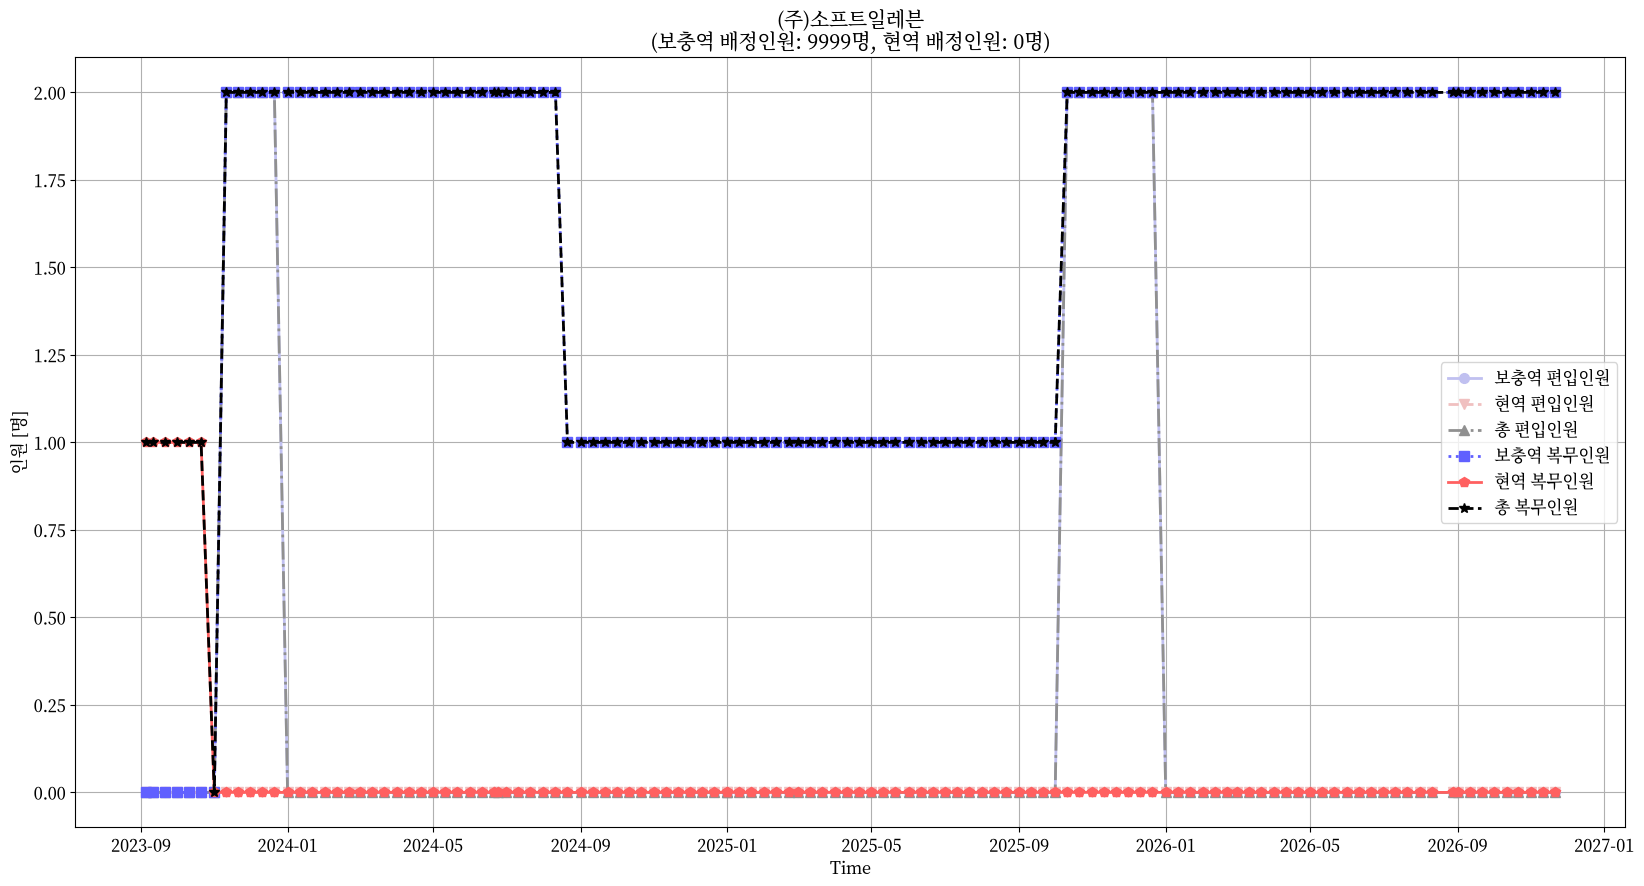 (주)소프트일레븐
(보충역 배정인원: 9999명, 현역 배정인원: 0명)
인원 [명]
2.00
1.75
1.50
1.25
1.00
0.75
0.50
0.25
0.00
보충역 편입인원
현역 편입인원
총 편입인원
보충역 복무인원
현역 복무인원
총 복무인원
2023-09
2024-01
2024-05
2024-09
2025-01
2025-05
2025-09
2026-01
2026-05
2026-09
2027-01
Time